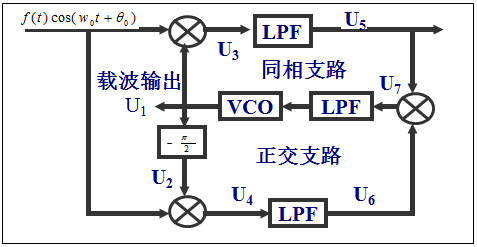 f(t)cos(w₀t + θ₀)
U₃
LPF
U₅
载波输出
同相支路
U₁
VCO
LPF
U₇
- π/2
正交支路
U₂
U₄
LPF
U₆